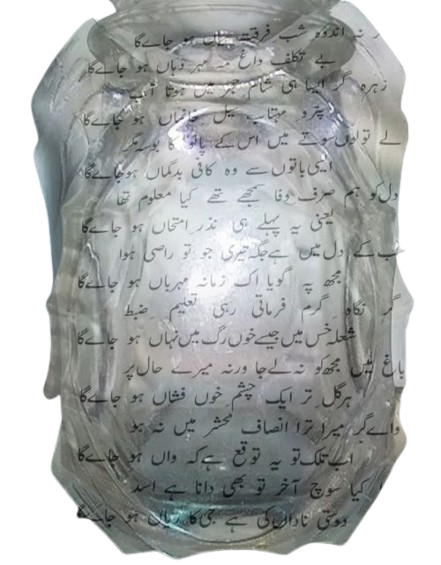 ر نہ اندوہ شب فرقت بیاں ہو جائے گا
بے تکلف داغ مہ مہر دہاں ہو جائے گا
زہرہ گر ایسا ہی شام ہجر میں ہوتا
پرتو مہتاب سیل خانماں ہو جائے گا
لے تو لوں سوتے میں اس کے پانو کا بوسہ مگر
ایسی باتوں سے وہ کافر بدگماں ہو جائے گا
دل کو ہم صرف وفا سمجھے تھے کیا معلوم تھا
یعنی یہ پہلے ہی نذر امتحاں ہو جائے گا
سب کے دل میں ہے جگہ تیری جو تو راضی ہوا
مجھ پہ گویا اک زمانہ مہرباں ہو جائے گا
گر نگاہ گرم فرماتی رہی تعلیم ضبط
شعلہ خس میں جیسے خوں رگ میں نہاں ہو جائے گا
باغ میں مجھ کو نہ لے جا ورنہ میرے حال پر
ہر گل تر ایک چشم خوں فشاں ہو جائے گا
وائے گر میرا ترا انصاف محشر میں نہ ہو
اب تلک تو یہ توقع ہے کہ واں ہو جائے گا
کیا سوچ آخر تو بھی دانا ہے اسد
دوستی ناداں کی ہے جی کا زیاں ہو جائے گا